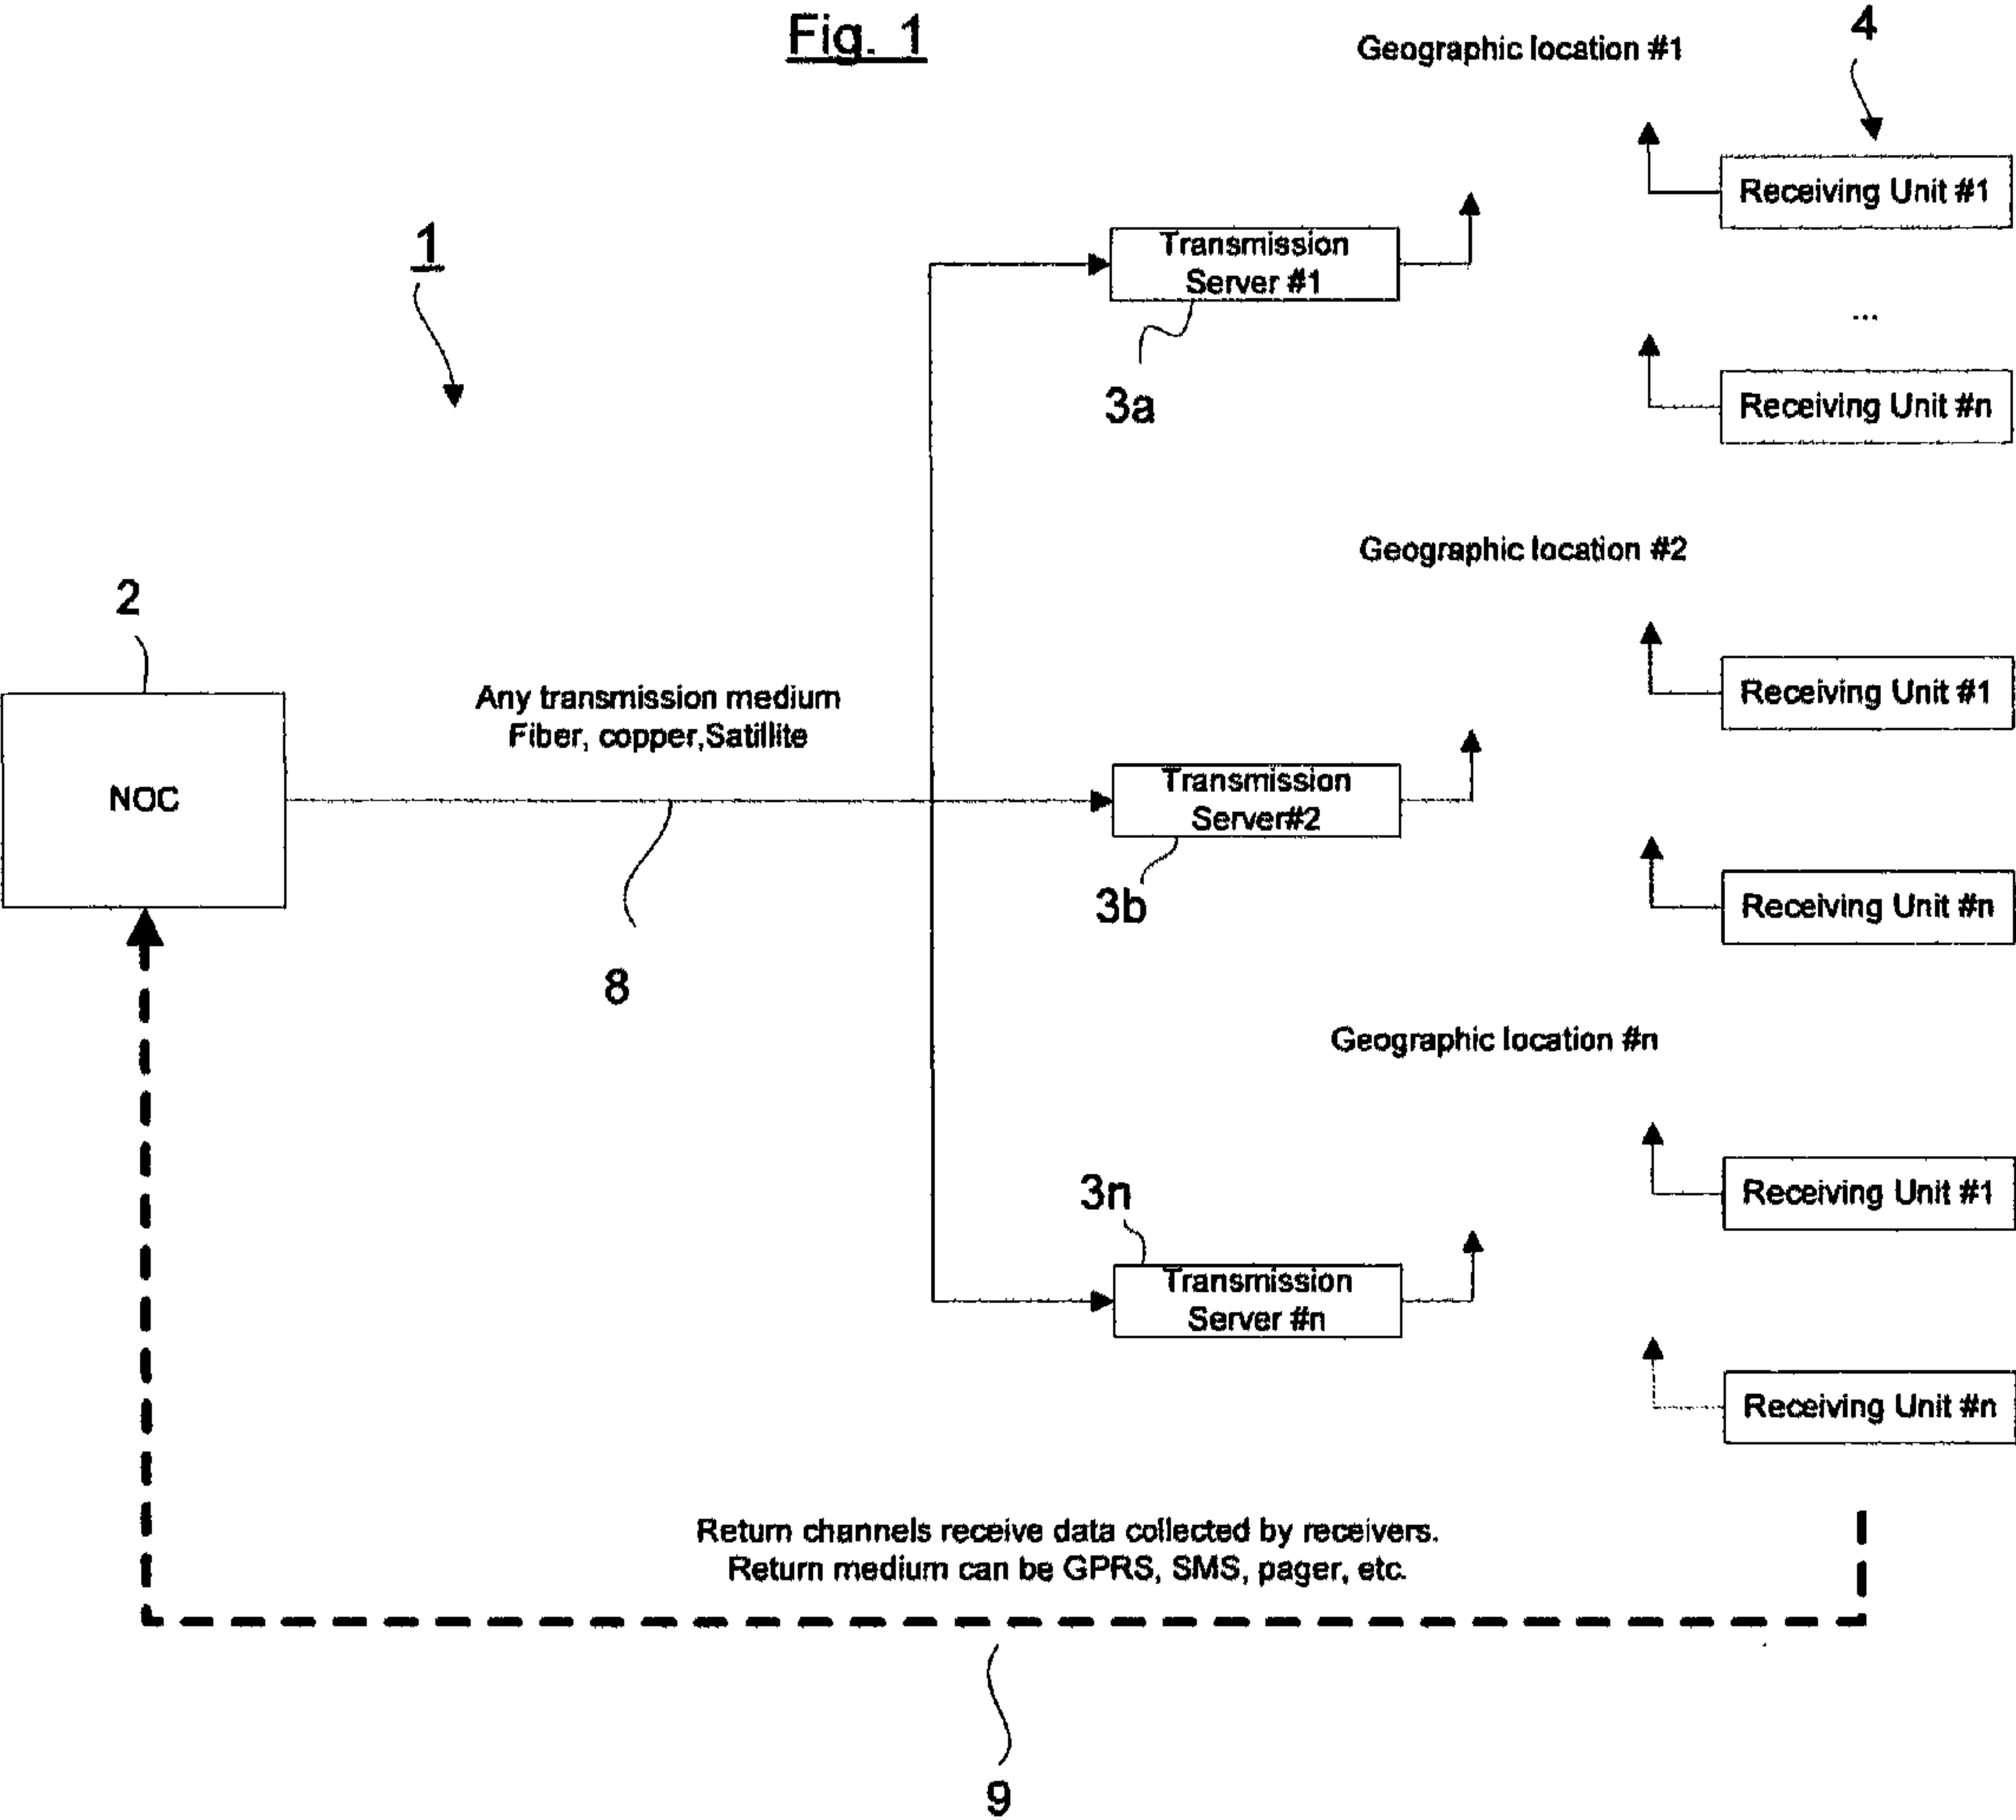 Fig. 1
Geographic location #1
4
Receiving Unit #1
1
Transmission
Server #1
...
3a
Receiving Unit #n
Geographic location #2
2
Receiving Unit #1
Any transmission medium
Fiber, copper,Satillite
NOC
Transmission
Server#2
3b
Receiving Unit #n
8
Geographic location #n
3n
Receiving Unit #1
Transmission
Server #n
Receiving Unit #n
Return channels receive data collected by receivers.
Return medium can be GPRS, SMS, pager, etc.
9